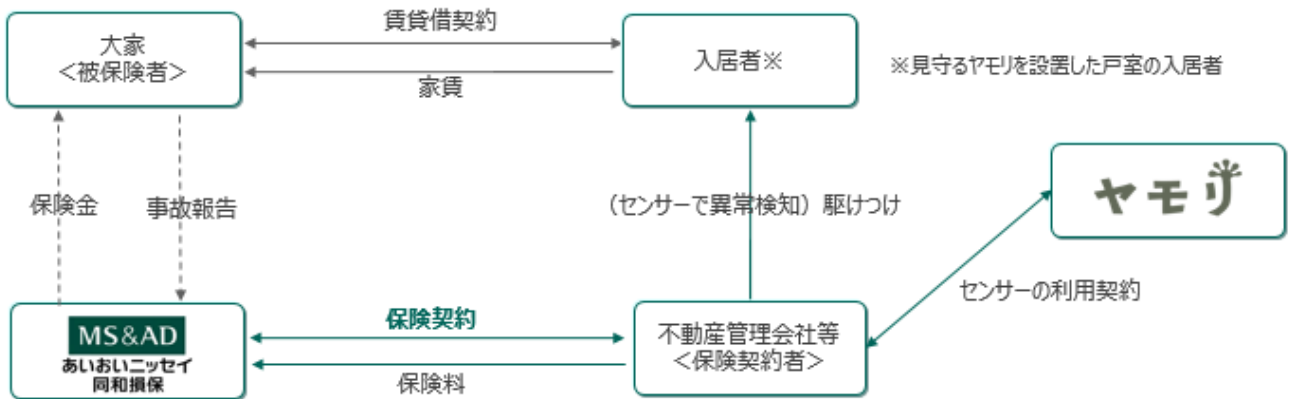 賃貸借契約
大家
<被保険者>
入居者※
※見守るヤモリを設置した戸室の入居者
家賃
ヤモリ
保険金
事故報告
(センサーで異常検知)駆けつけ
センサーの利用契約
保険契約
MS&AD
あいおいニッセイ
同和損保
不動産管理会社等
<保険契約者>
保険料